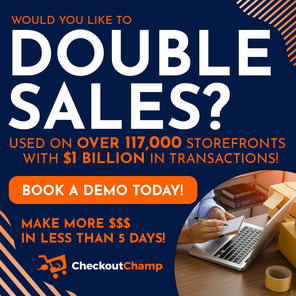 WOULD YOU LIKE TO
DOUBLE
SALES?
USED ON OVER 117,000 STOREFRONTS
WITH $1 BILLION IN TRANSACTIONS!
BOOK A DEMO TODAY!
MAKE MORE $$$
IN LESS THAN 5 DAYS!
CheckoutChamp